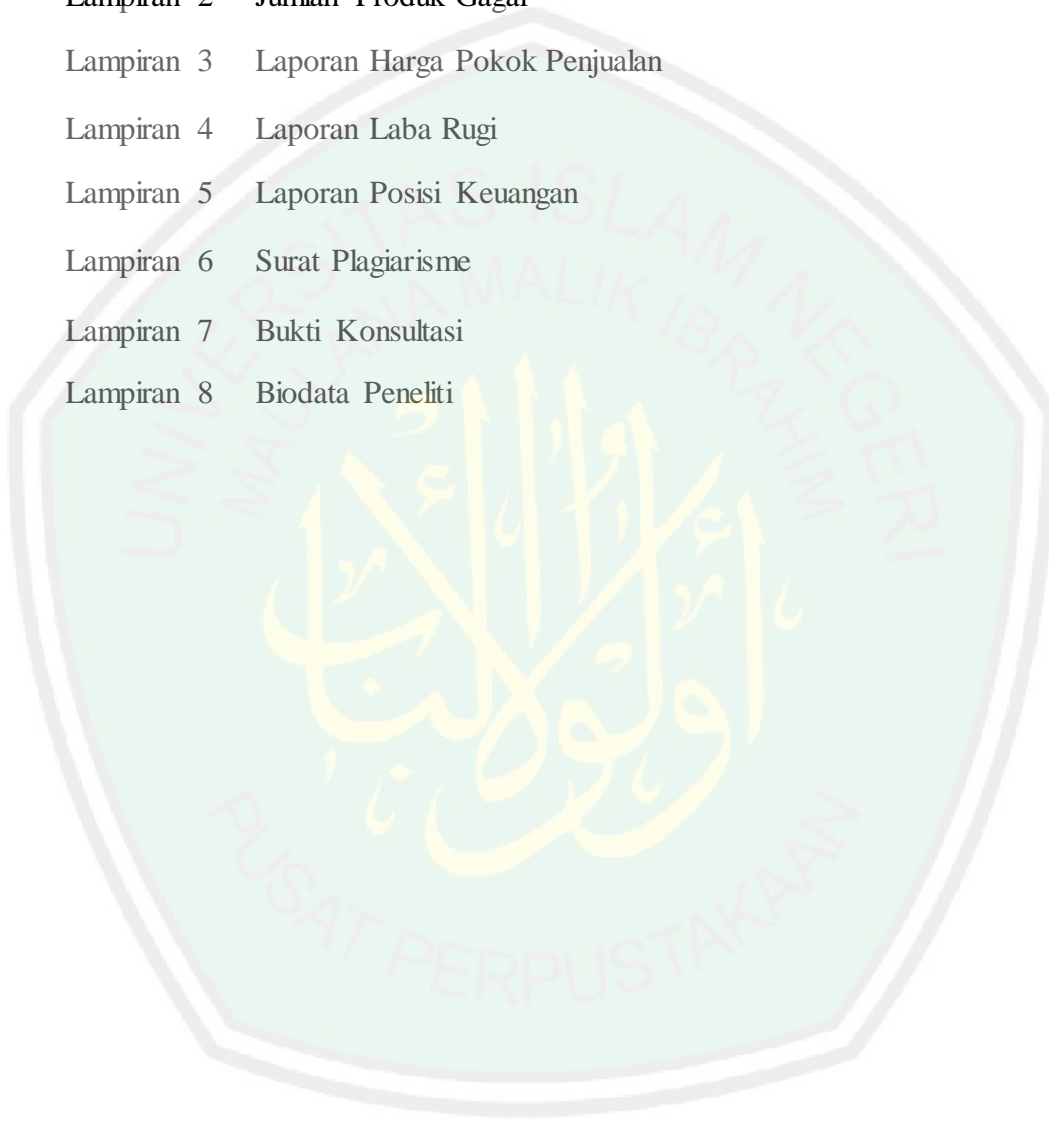 Lampiran 2 Jumlah Produk Gagal
Lampiran 3 Laporan Harga Pokok Penjualan
Lampiran 4 Laporan Laba Rugi
Lampiran 5 Laporan Posisi Keuangan
Lampiran 6 Surat Plagiarisme
Lampiran 7 Bukti Konsultasi
Lampiran 8 Biodata Peneliti
UNIVERSITAS ISLAM NEGERI
MAULANA MALIK IBRAHIM
أولوا الألباب
PUSAT PERPUSTAKAAN